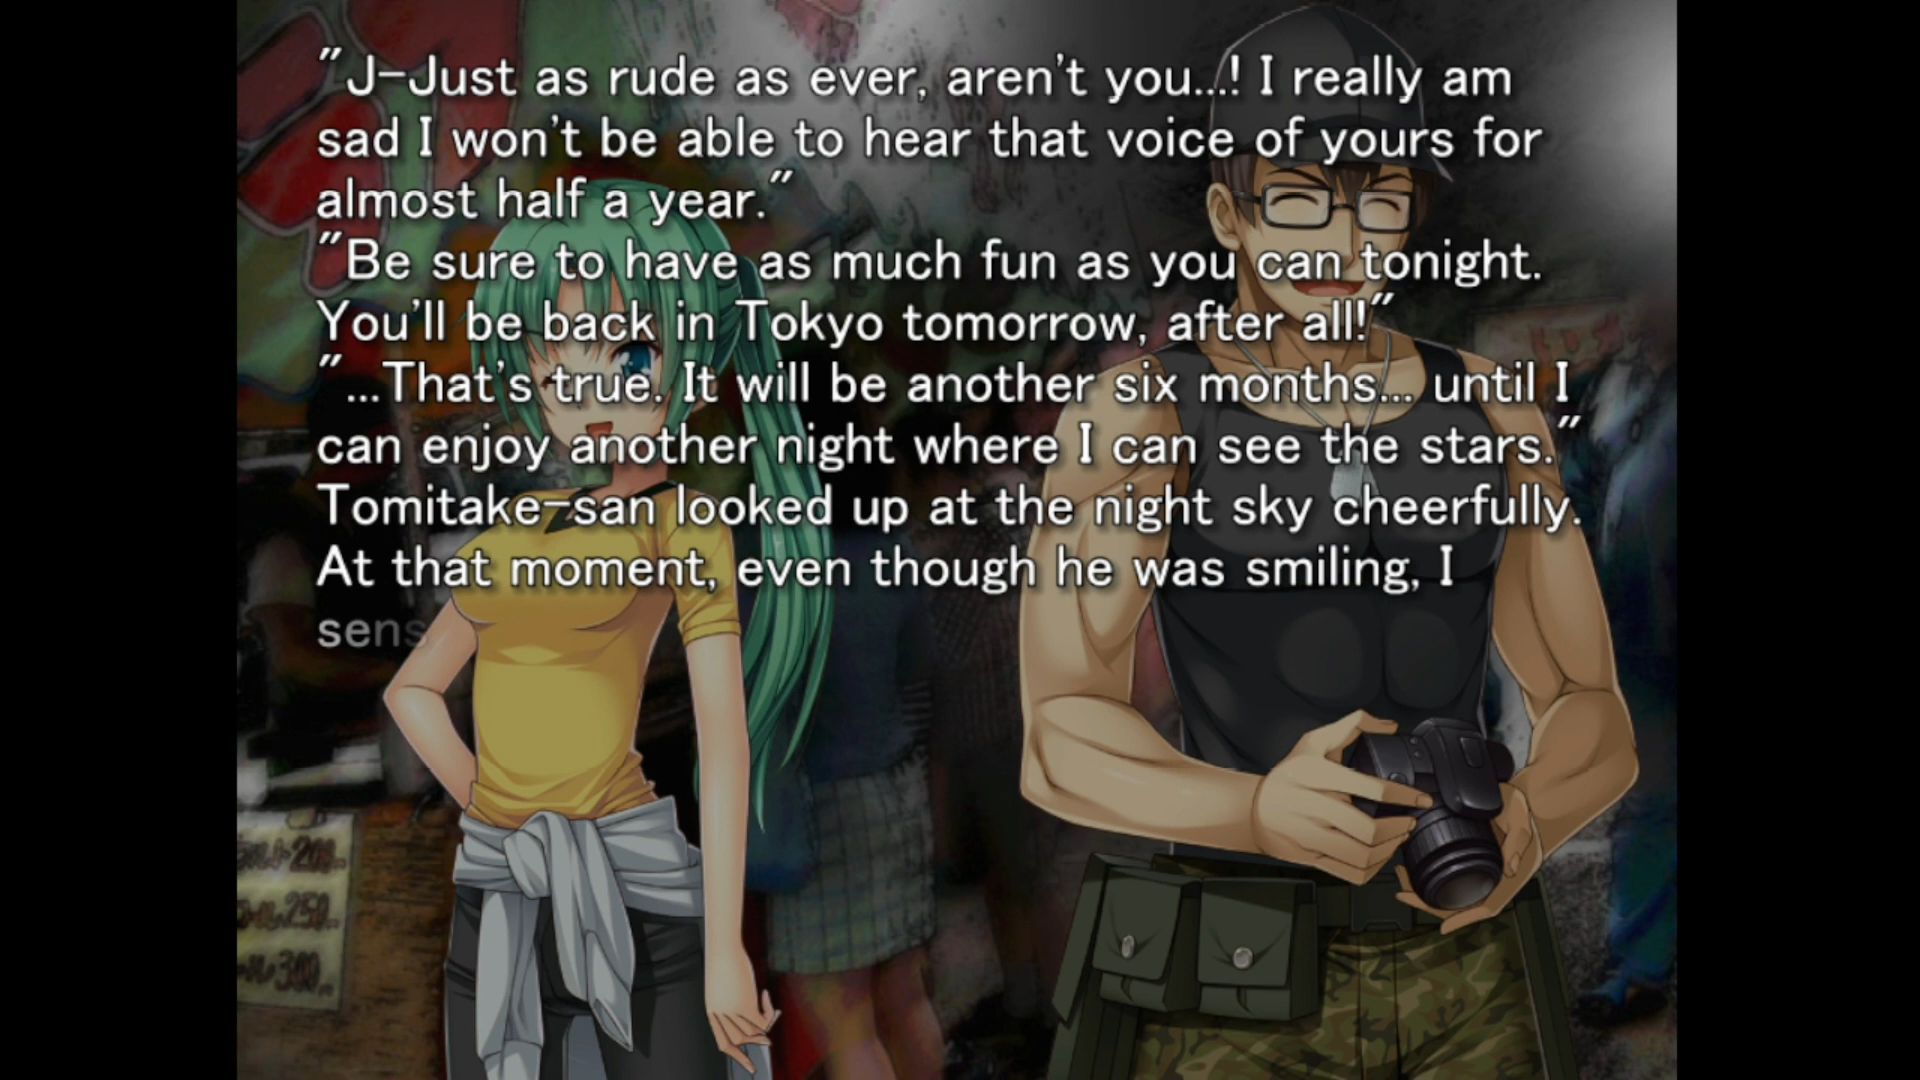 "J-Just as rude as ever, aren't you...! I really am
sad I won't be able to hear that voice of yours for
almost half a year."
"Be sure to have as much fun as you can tonight.
You'll be back in Tokyo tomorrow, after all!"
"...That's true. It will be another six months... until I
can enjoy another night where I can see the stars."
Tomitake-san looked up at the night sky cheerfully.
At that moment, even though he was smiling, I
sens
200
250
300